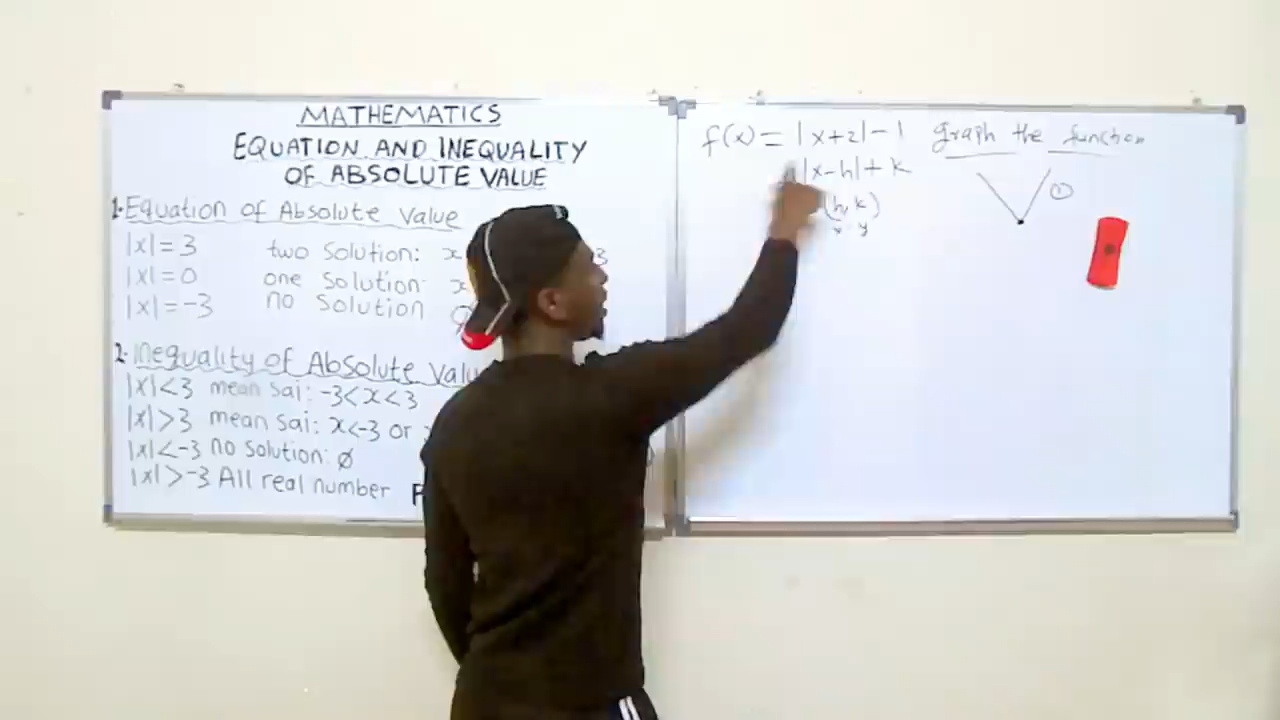 MATHEMATICS
EQUATION AND INEQUALITY
OF ABSOLUTE VALUE
1. Equation of Absolute Value
|x|=3 two solution: x 3
|x|=0 one solution: x
|x|=-3 no solution
2. Inequality of Absolute Valu
|x|<3 mean sai: -3<x<3
|x|>3 mean sai: x<-3 or
|x|<-3 no solution: ∅
|x|>-3 All real number
f(x) = |x+2|-1 graph the function
|x-h|+k
(h, k)
x y